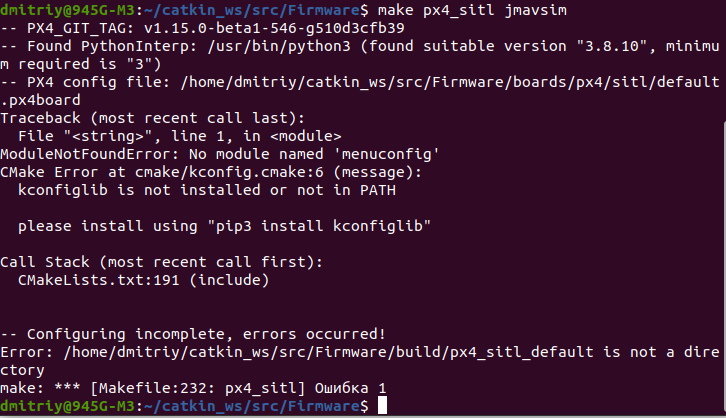 dmitriy@945G-M3:~/catkin_ws/src/Firmware$ make px4_sitl jmavsim
-- PX4_GIT_TAG: v1.15.0-beta1-546-g510d3cfb39
-- Found PythonInterp: /usr/bin/python3 (found suitable version "3.8.10", minimu
m required is "3")
-- PX4 config file: /home/dmitriy/catkin_ws/src/Firmware/boards/px4/sitl/default
.px4board
Traceback (most recent call last):
  File "<string>", line 1, in <module>
ModuleNotFoundError: No module named 'menuconfig'
CMake Error at cmake/kconfig.cmake:6 (message):
  kconfiglib is not installed or not in PATH

  please install using "pip3 install kconfiglib"

Call Stack (most recent call first):
  CMakeLists.txt:191 (include)


-- Configuring incomplete, errors occurred!
Error: /home/dmitriy/catkin_ws/src/Firmware/build/px4_sitl_default is not a dire
ctory
make: *** [Makefile:232: px4_sitl] Ошибка 1
dmitriy@945G-M3:~/catkin_ws/src/Firmware$